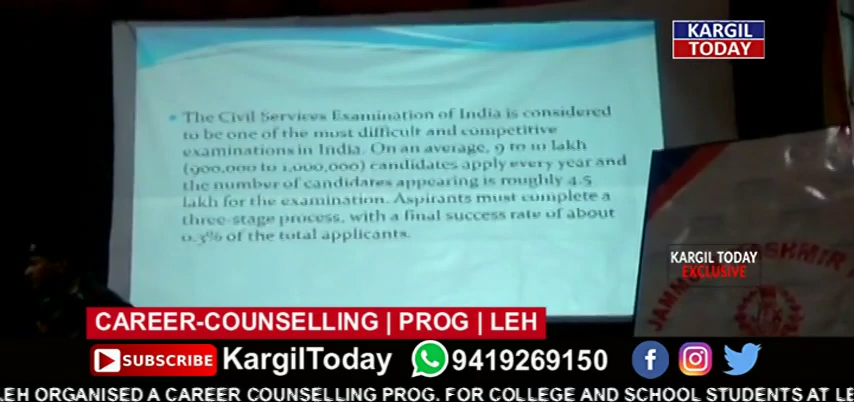 KARGIL
TODAY
The Civil Services Examination of India is considered
to be one of the most difficult and competitive
examinations in India. On an average, 9 to 10 lakh
(900,000 to 1,000,000) candidates apply every year and
the number of candidates appearing is roughly 4.5
lakh for the examination. Aspirants must complete a
three-stage process, with a final success rate of about
0.3% of the total applicants.
KARGIL TODAY
EXCLUSIVE
CAREER-COUNSELLING | PROG | LEH
SUBSCRIBE KargilToday 9419269150
LEH ORGANISED A CAREER COUNSELLING PROG. FOR COLLEGE AND SCHOOL STUDENTS AT LE